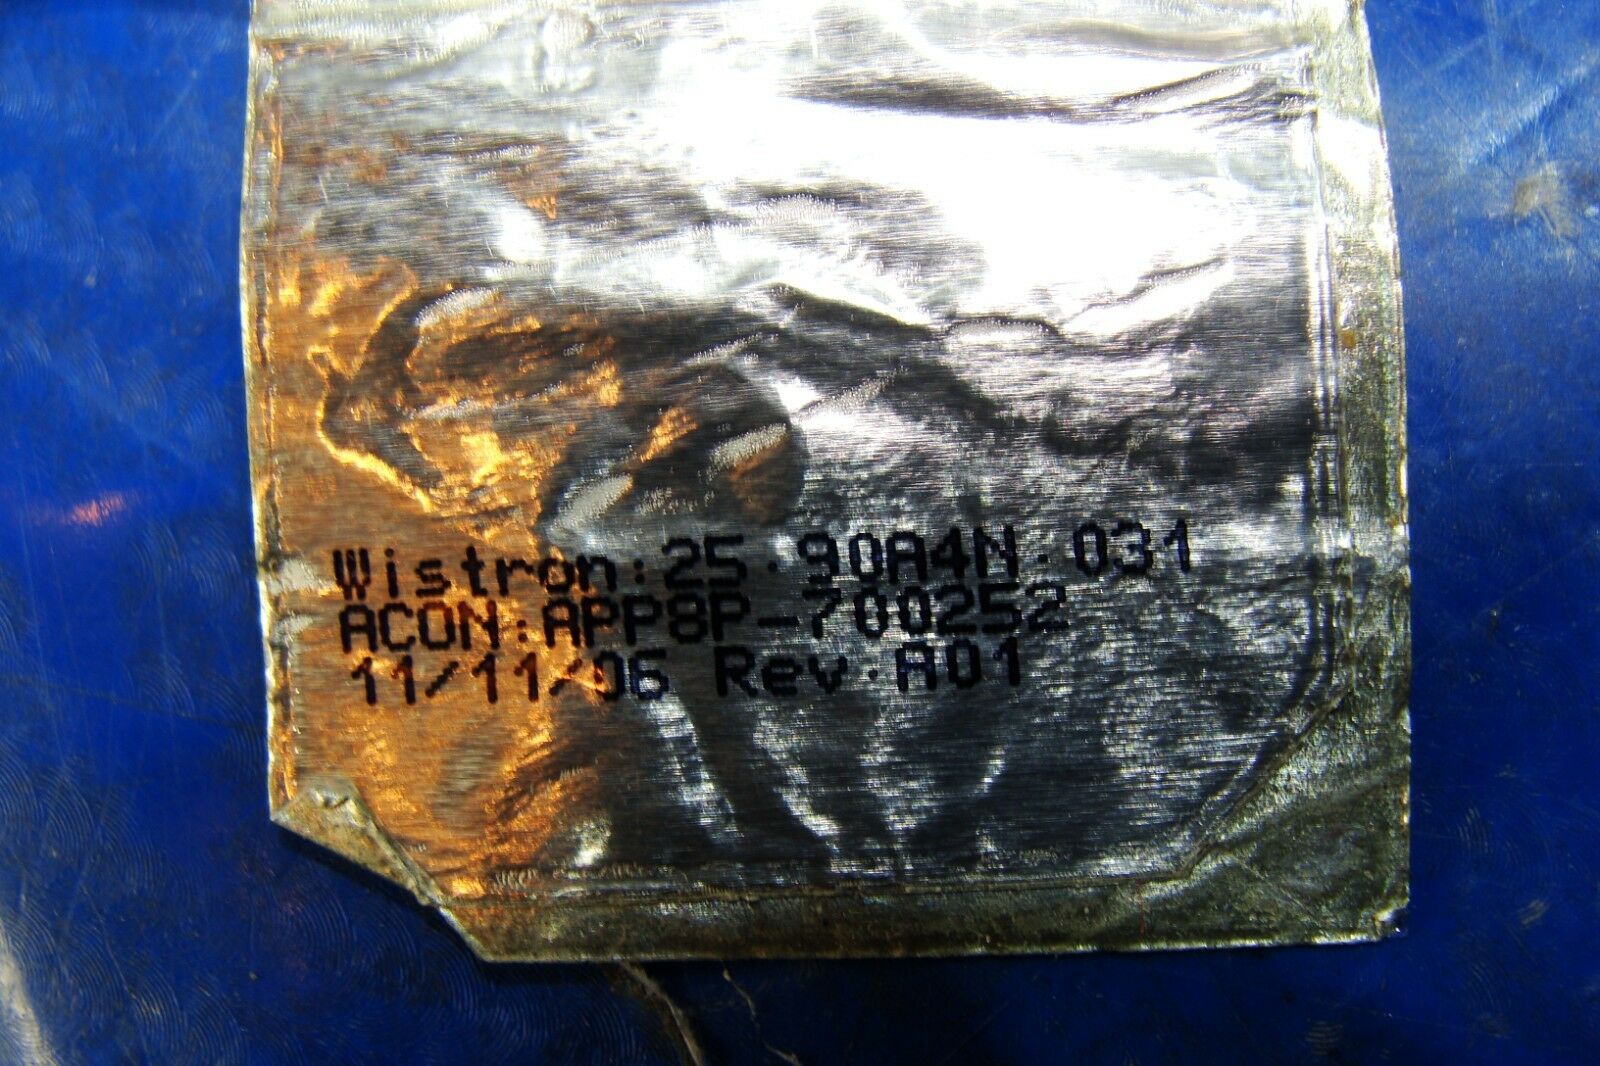 Wistron:25.90A4N.031
ACON:APP8P-700252
11/11/06 Rev.A01